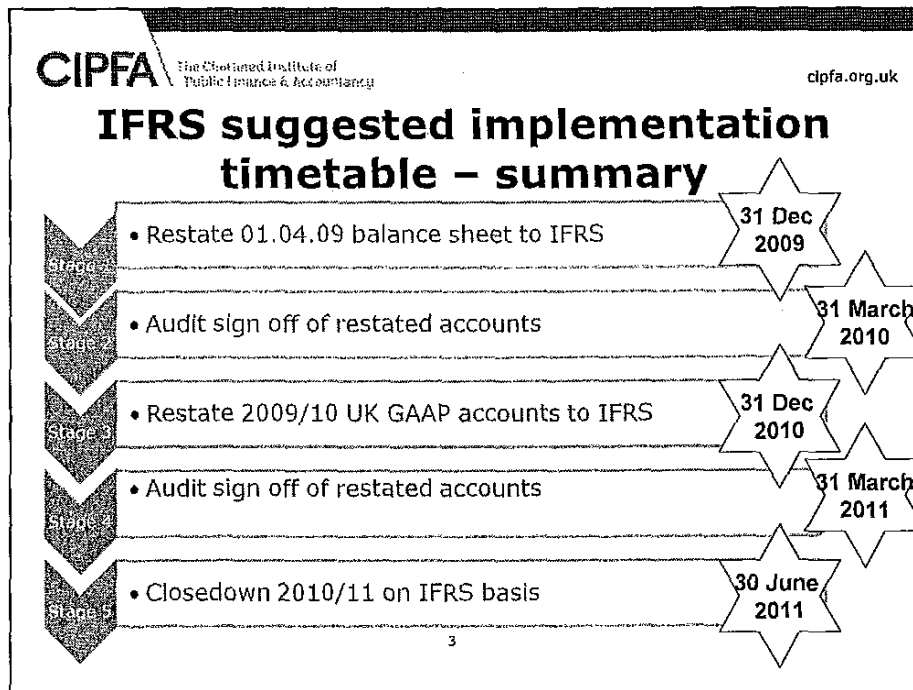 CIPFA
The Chartered Institute of
Public Finance & Accountancy
cipfa.org.uk
IFRS suggested implementation
timetable – summary
Stage 1
• Restate 01.04.09 balance sheet to IFRS
31 Dec
2009
Stage 2
• Audit sign off of restated accounts
31 March
2010
Stage 3
• Restate 2009/10 UK GAAP accounts to IFRS
31 Dec
2010
Stage 4
• Audit sign off of restated accounts
31 March
2011
Stage 5
• Closedown 2010/11 on IFRS basis
30 June
2011
3